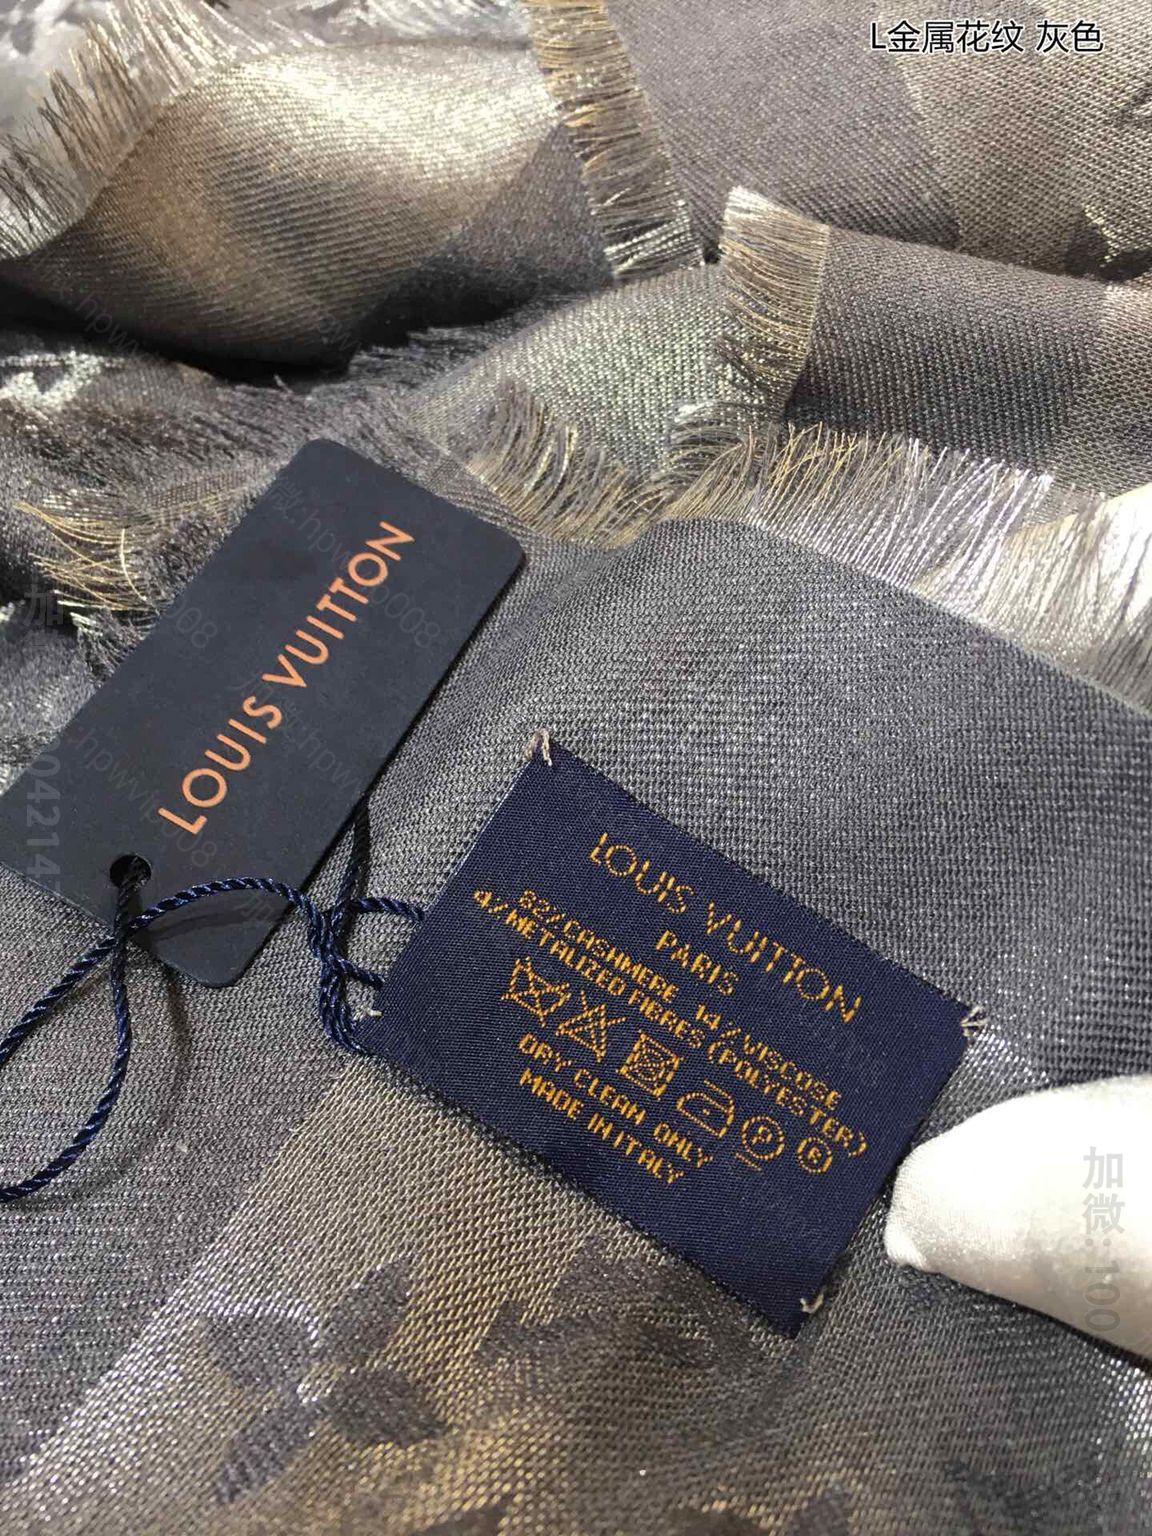 L金属花纹 灰色
LOUIS VUITTON
LOUIS VUITTON
PARIS
82%CASHMERE 14%VISCOSE
4%METALIZED FIBRES(POLYESTER)
P
DRY CLEAN ONLY
MADE IN ITALY
加微:100